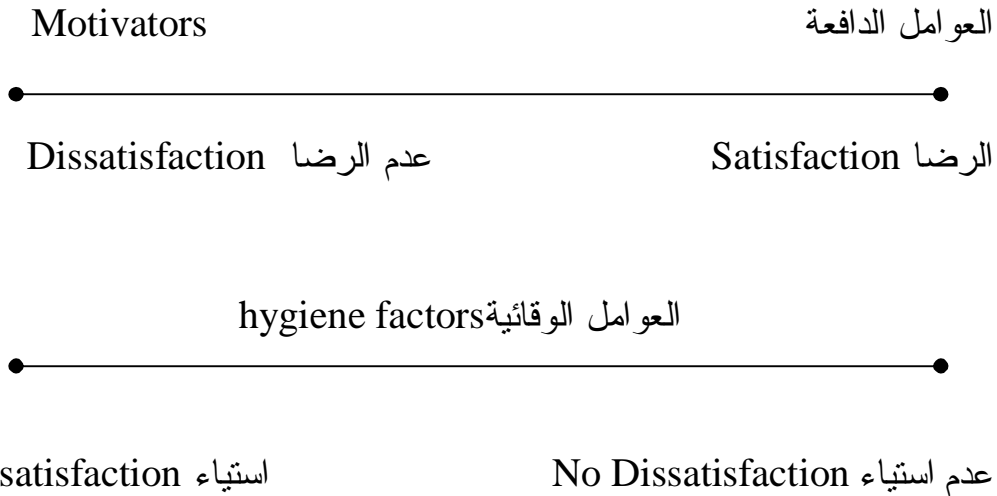 العوامل الدافعة Motivators
الرضا Satisfaction عدم الرضا Dissatisfaction
العوامل الوقائية hygiene factors
عدم استياء No Dissatisfaction استياء satisfaction